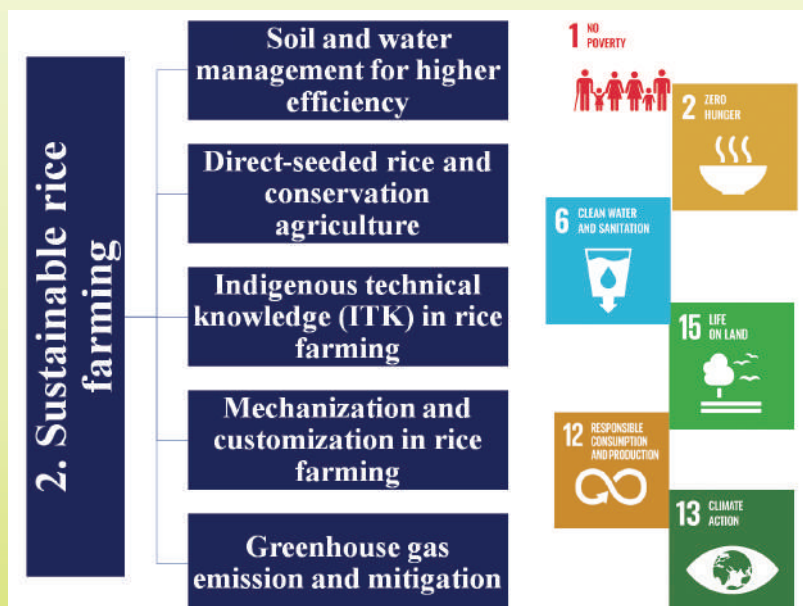 2. Sustainable rice
farming
Soil and water
management for higher
efficiency
Direct-seeded rice and
conservation
agriculture
Indigenous technical
knowledge (ITK) in rice
farming
Mechanization and
customization in rice
farming
Greenhouse gas
emission and mitigation
1 NO
POVERTY
2 ZERO
HUNGER
6 CLEAN WATER
AND SANITATION
15 LIFE
ON LAND
12 RESPONSIBLE
CONSUMPTION
AND PRODUCTION
13 CLIMATE
ACTION